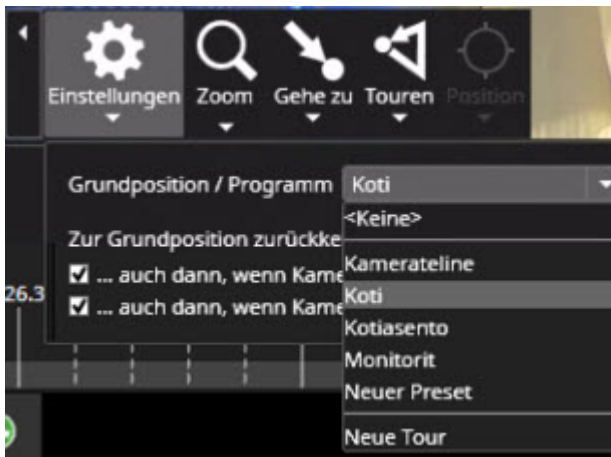 Einstellungen Zoom Gehe zu Touren Position
Grundposition / Programm Koti
<Keine>
Zur Grundposition zurückke
Kamerateline
... auch dann, wenn Kame
Koti
26.3
... auch dann, wenn Kame
Kotiasento
Monitorit
Neuer Preset
Neue Tour